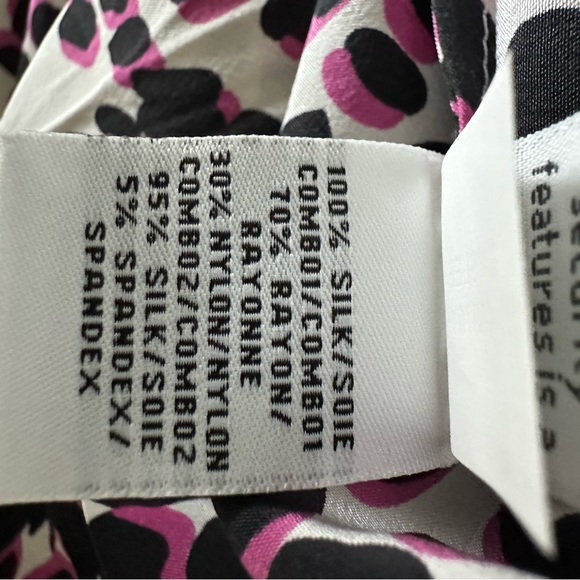 100% SILK/SOIE
COMBO1/COMBO1
70% RAYON/
RAYONNE
30% NYLON/NYLON
COMBO2/COMBO2
95% SILK/SOIE
5% SPANDEX/
SPANDEX
features is a